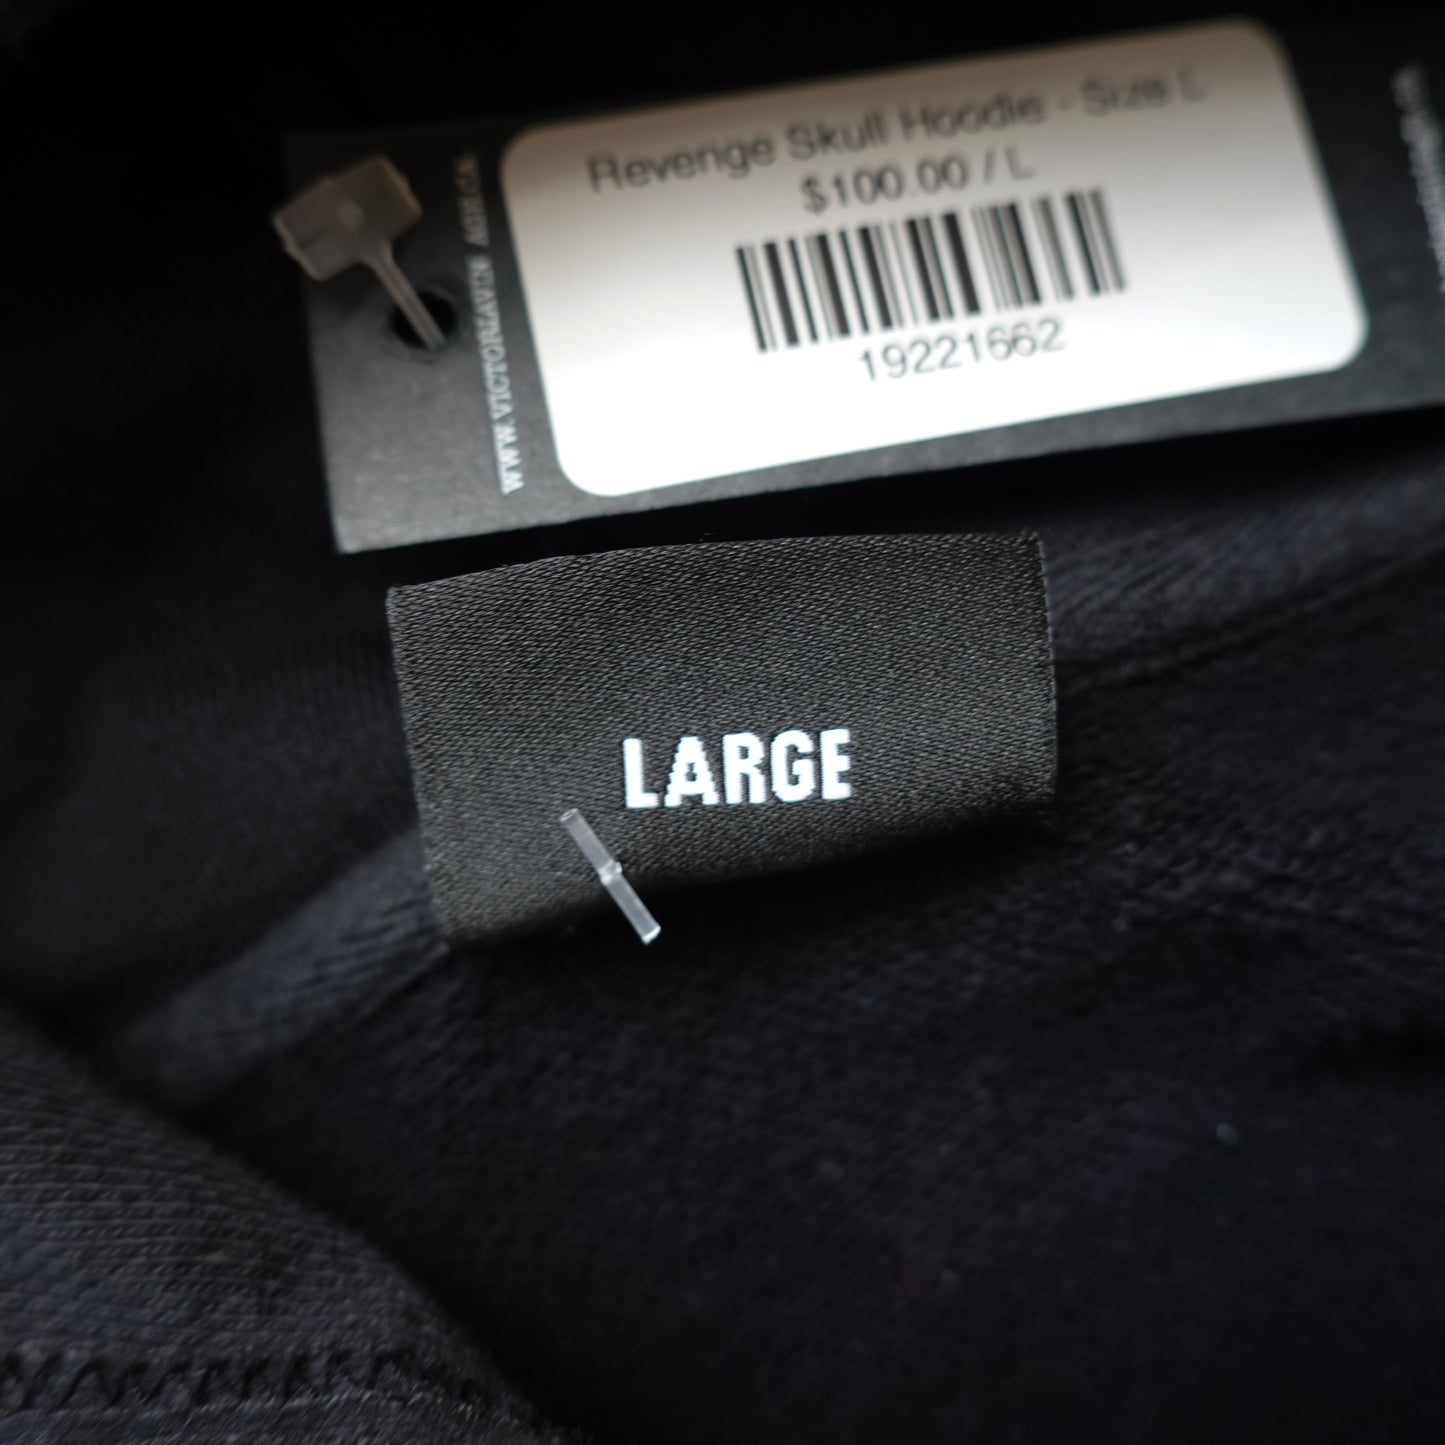 Revenge Skull Hoodie - Size L
$100.00 / L
19221662
LARGE